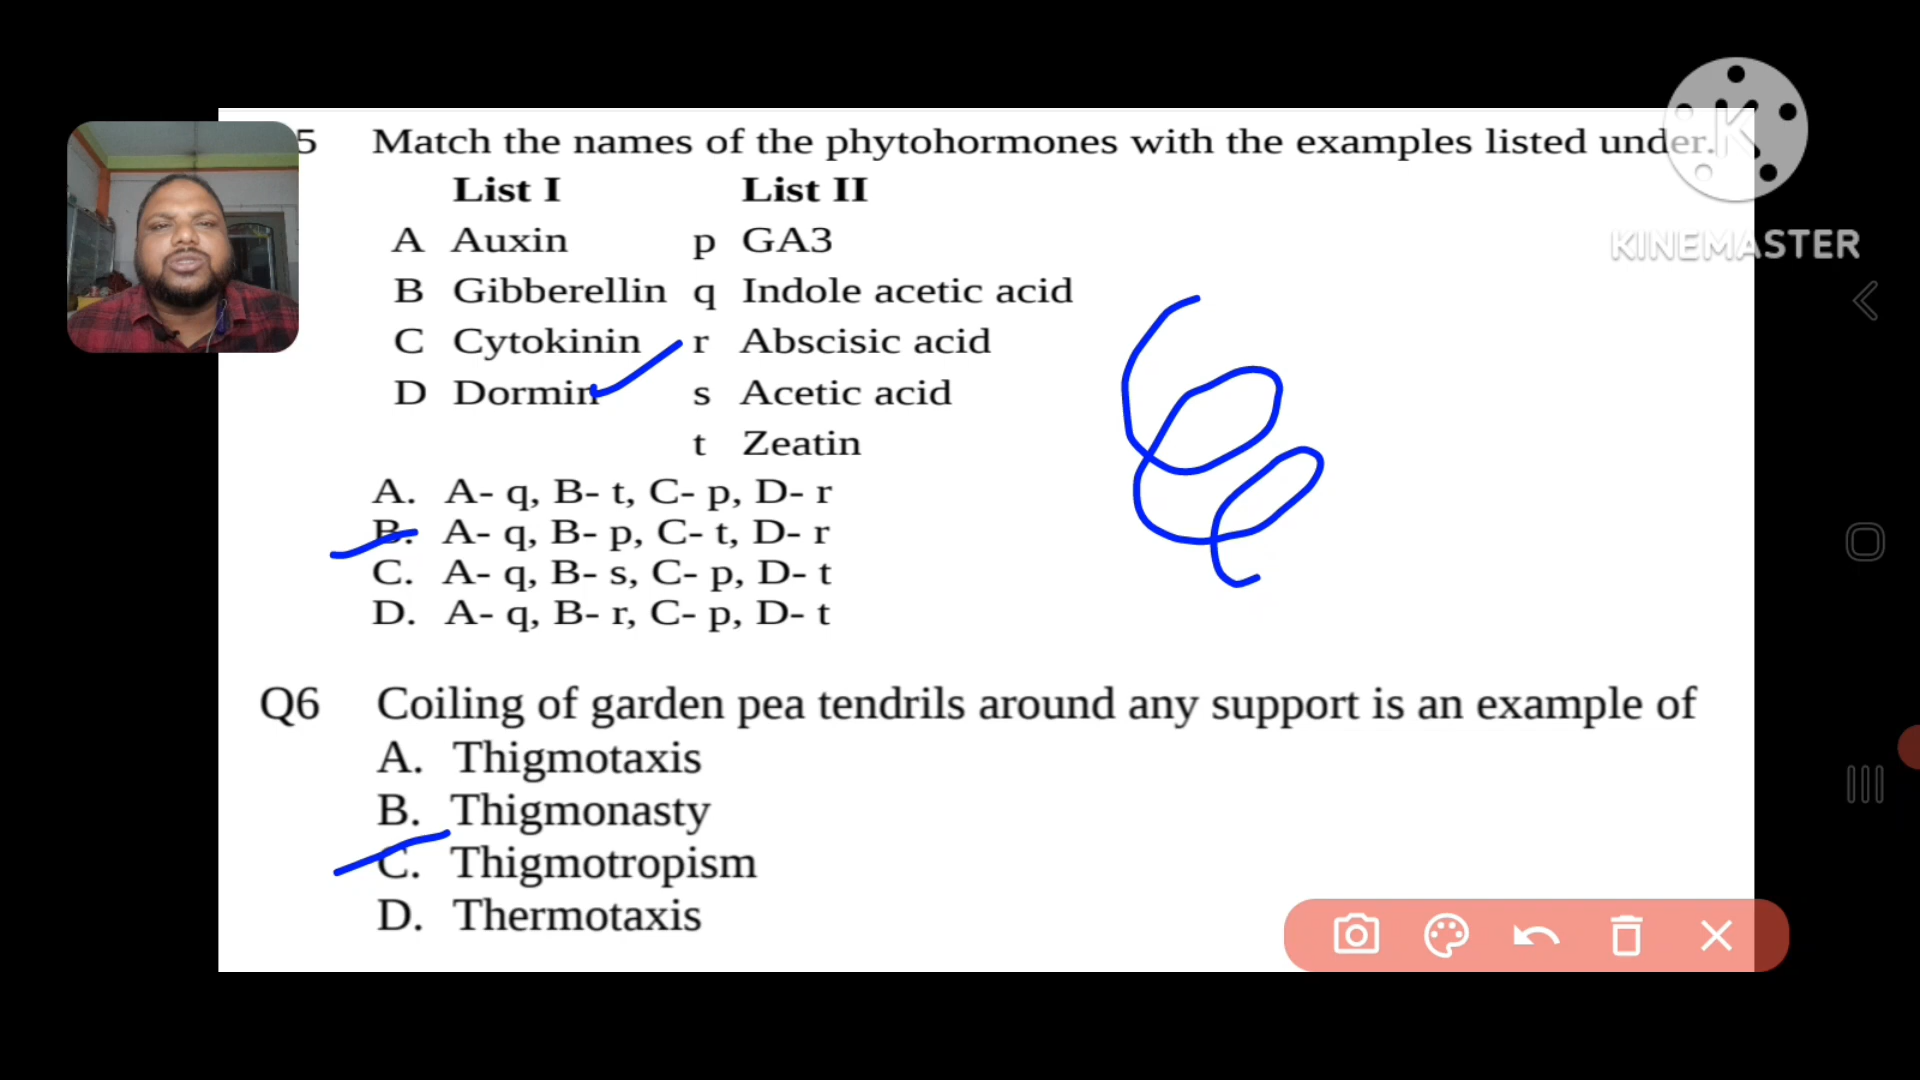 5 Match the names of the phytohormones with the examples listed under.
List I List II
A Auxin p GA3
B Gibberellin q Indole acetic acid
C Cytokinin r Abscisic acid
D Dormin s Acetic acid
t Zeatin
A. A- q, B- t, C- p, D- r
B. A- q, B- p, C- t, D- r
C. A- q, B- s, C- p, D- t
D. A- q, B- r, C- p, D- t
Q6 Coiling of garden pea tendrils around any support is an example of
A. Thigmotaxis
B. Thigmonasty
C. Thigmotropism
D. Thermotaxis
K
KINEMASTER